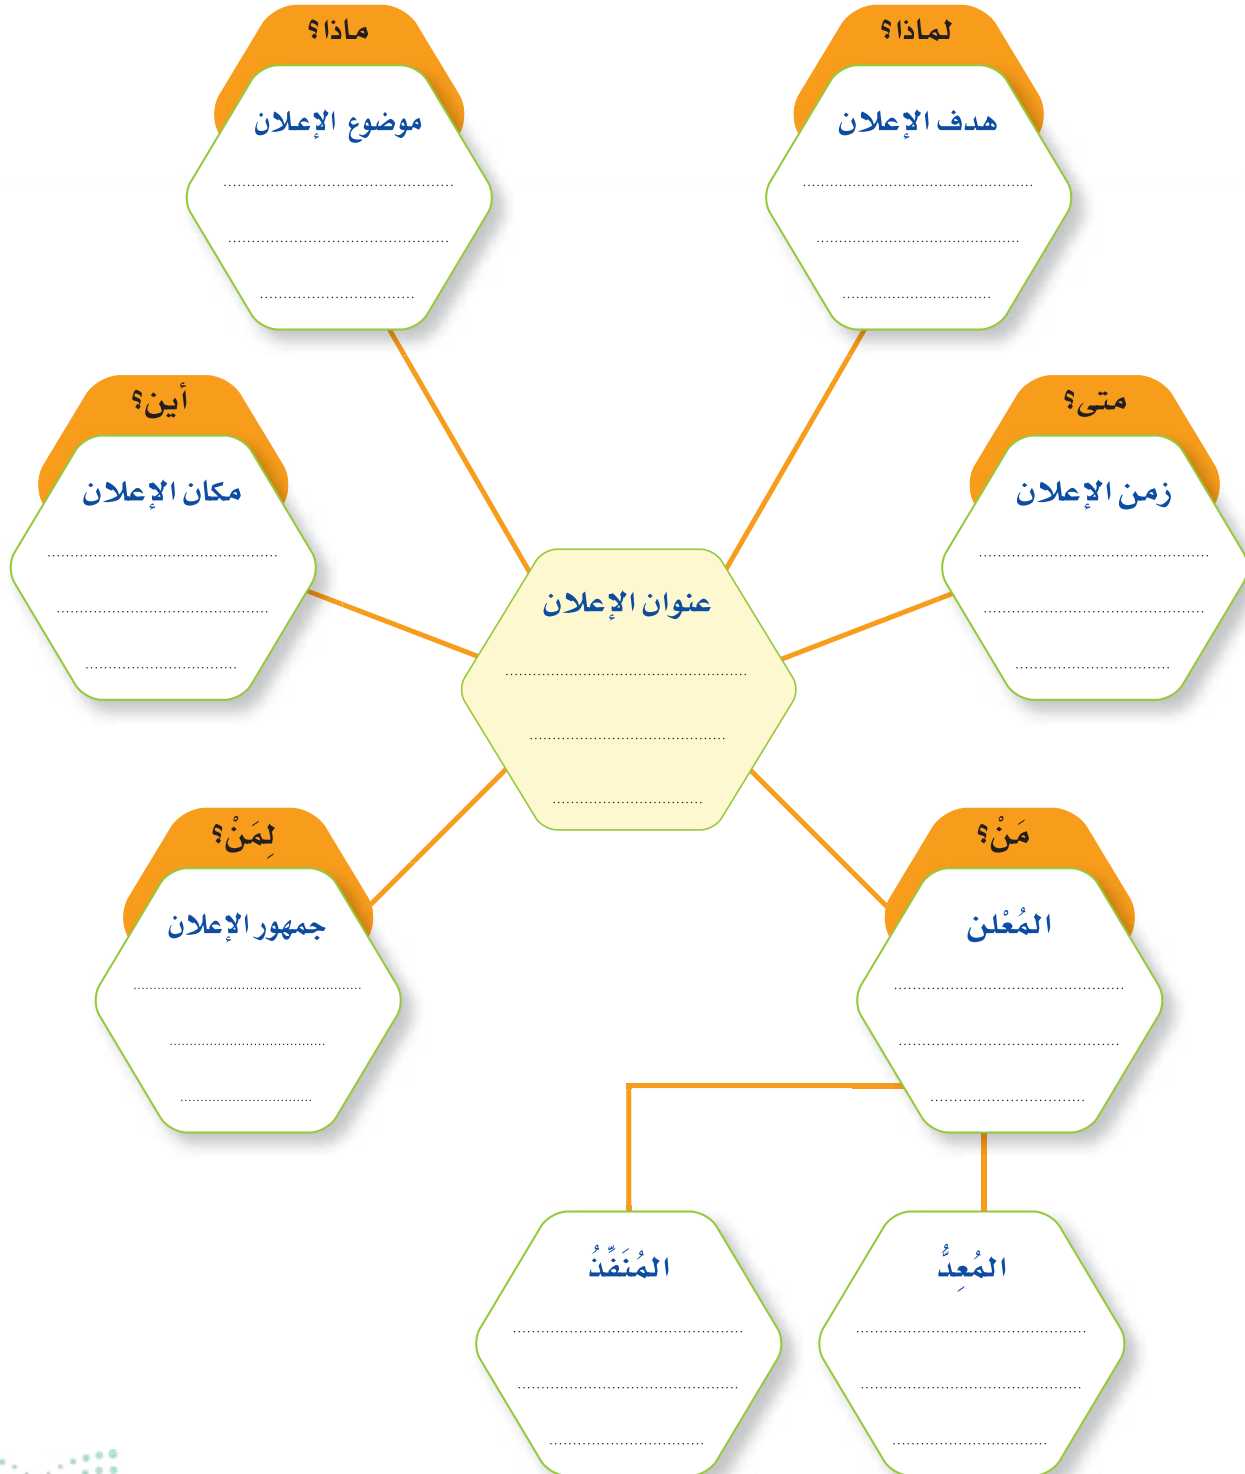 لماذا؟
هدف الإعلان
ماذا؟
موضوع الإعلان
متى؟
زمن الإعلان
أين؟
مكان الإعلان
عنوان الإعلان
مَنْ؟
المُعْلن
لِمَنْ؟
جمهور الإعلان
المُعِدُّ
المُنَفِّذُ